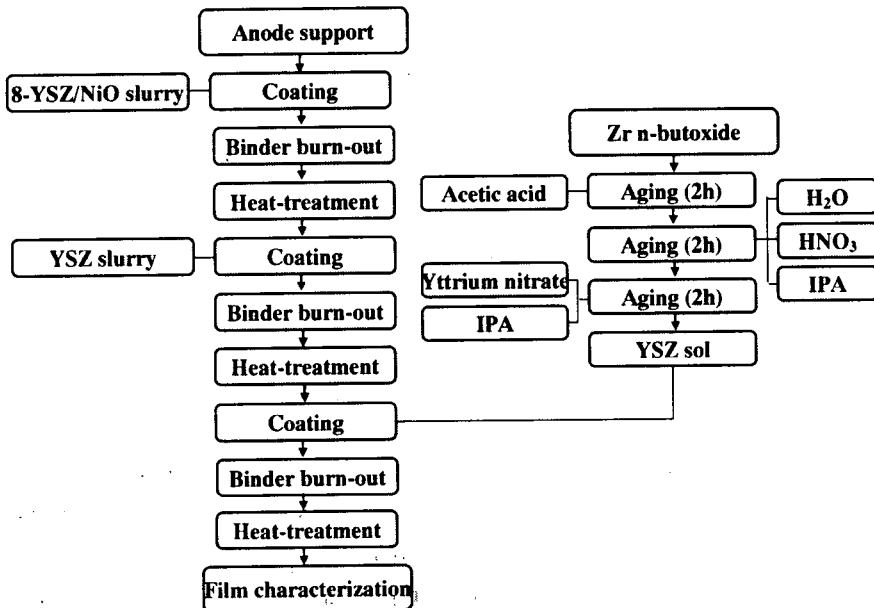 Anode support
8-YSZ/NiO slurry
Coating
Binder burn-out
Heat-treatment
YSZ slurry
Coating
Binder burn-out
Heat-treatment
Coating
Binder burn-out
Heat-treatment
Film characterization
Zr n-butoxide
Acetic acid
Aging (2h)
H₂O
Aging (2h)
HNO₃
IPA
Yttrium nitrate
Aging (2h)
IPA
YSZ sol